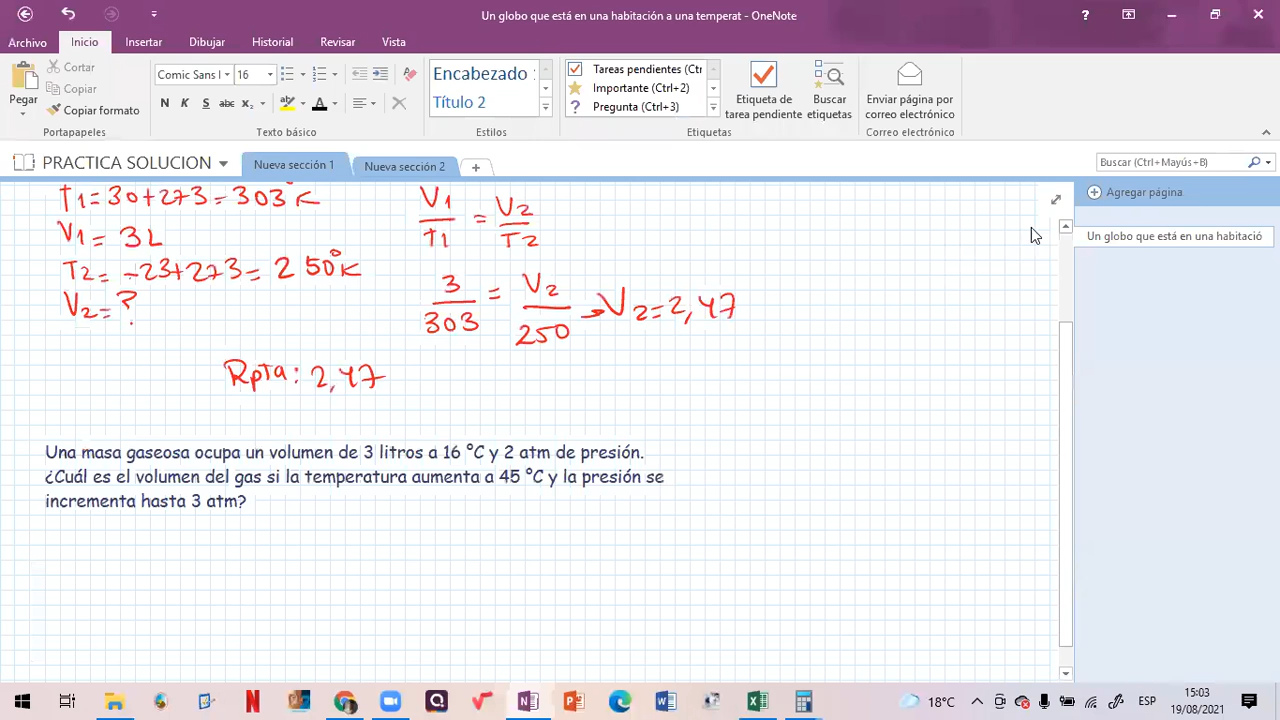 Un globo que está en una habitación a una temperat - OneNote
Archivo Inicio Insertar Dibujar Historial Revisar Vista
Pegar
Cortar
Copiar
Copiar formato
Portapapeles
Comic Sans I 16
N K S abc x₂ A
Texto básico
Encabezado
Título 2
Estilos
Tareas pendientes (Ctr
Importante (Ctrl+2)
Pregunta (Ctrl+3)
Etiqueta de tarea pendiente
Buscar etiquetas
Etiquetas
Enviar página por correo electrónico
Correo electrónico
PRACTICA SOLUCION
Nueva sección 1
Nueva sección 2
Buscar (Ctrl+Mayús+B)
Agregar página
Un globo que está en una habitació
T1 = 30+273 = 303°K
V1 = 3L
T2 = -23+273 = 250°K
V2 = ?
V1/T1 = V2/T2
3/303 = V2/250 → V2 = 2,47
Rpta: 2,47
Una masa gaseosa ocupa un volumen de 3 litros a 16 °C y 2 atm de presión.
¿Cuál es el volumen del gas si la temperatura aumenta a 45 °C y la presión se
incrementa hasta 3 atm?
18°C
ESP
15:03
19/08/2021